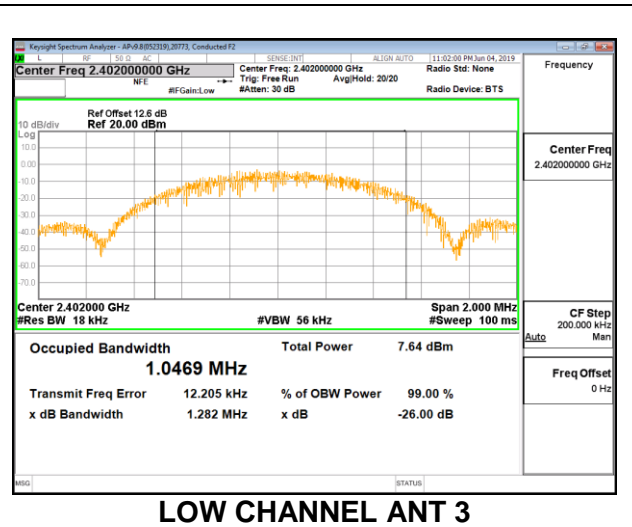 Keysight Spectrum Analyzer - APv9.8(052319),20773, Conducted F2
L RF 50 Ω AC SENSE:INT ALIGN AUTO 11:02:00 PM Jun 04, 2019
Center Freq 2.402000000 GHz Center Freq: 2.402000000 GHz Radio Std: None Frequency
NFE Trig: Free Run Avg|Hold: 20/20
#IFGain:Low #Atten: 30 dB Radio Device: BTS
Ref Offset 12.6 dB
10 dB/div Ref 20.00 dBm
Log
10.0
0.00
-10.0
-20.0
-30.0
-40.0
-50.0
-60.0
-70.0
Center 2.402000 GHz Span 2.000 MHz
#Res BW 18 kHz #VBW 56 kHz #Sweep 100 ms
Occupied Bandwidth Total Power 7.64 dBm
1.0469 MHz
Transmit Freq Error 12.205 kHz % of OBW Power 99.00 %
x dB Bandwidth 1.282 MHz x dB -26.00 dB
Center Freq
2.402000000 GHz
CF Step
200.000 kHz
Auto Man
Freq Offset
0 Hz
MSG STATUS
LOW CHANNEL ANT 3